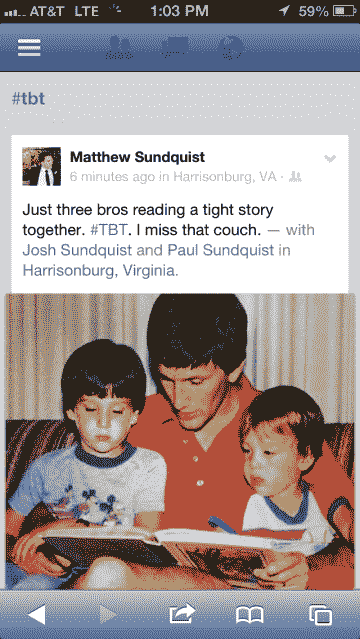 AT&T LTE 1:03 PM 59%
#tbt
Matthew Sundquist
6 minutes ago in Harrisonburg, VA ·
Just three bros reading a tight story
together. #TBT. I miss that couch. — with
Josh Sundquist and Paul Sundquist in
Harrisonburg, Virginia.